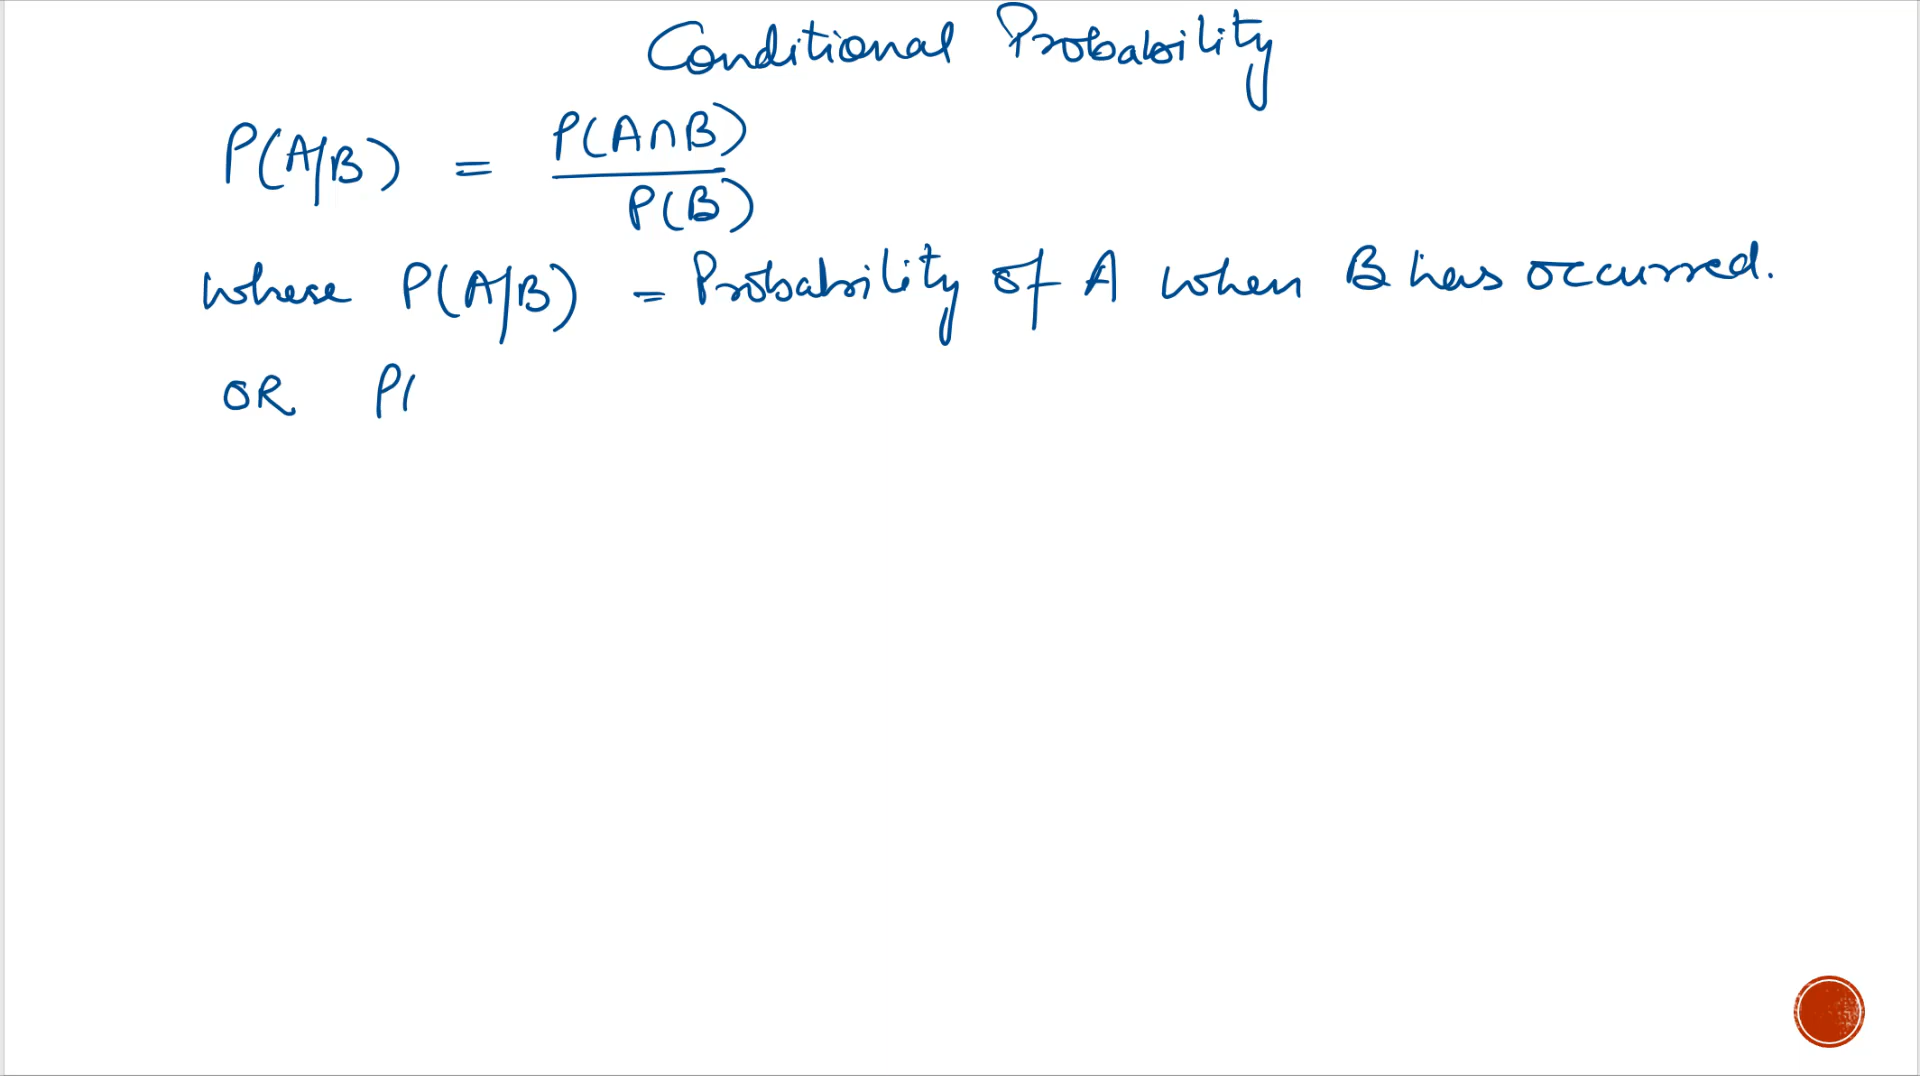 Conditional Probability
P(A/B) = P(A∩B)
P(B)
where P(A/B) = Probability of A when B has occurred.
OR P(